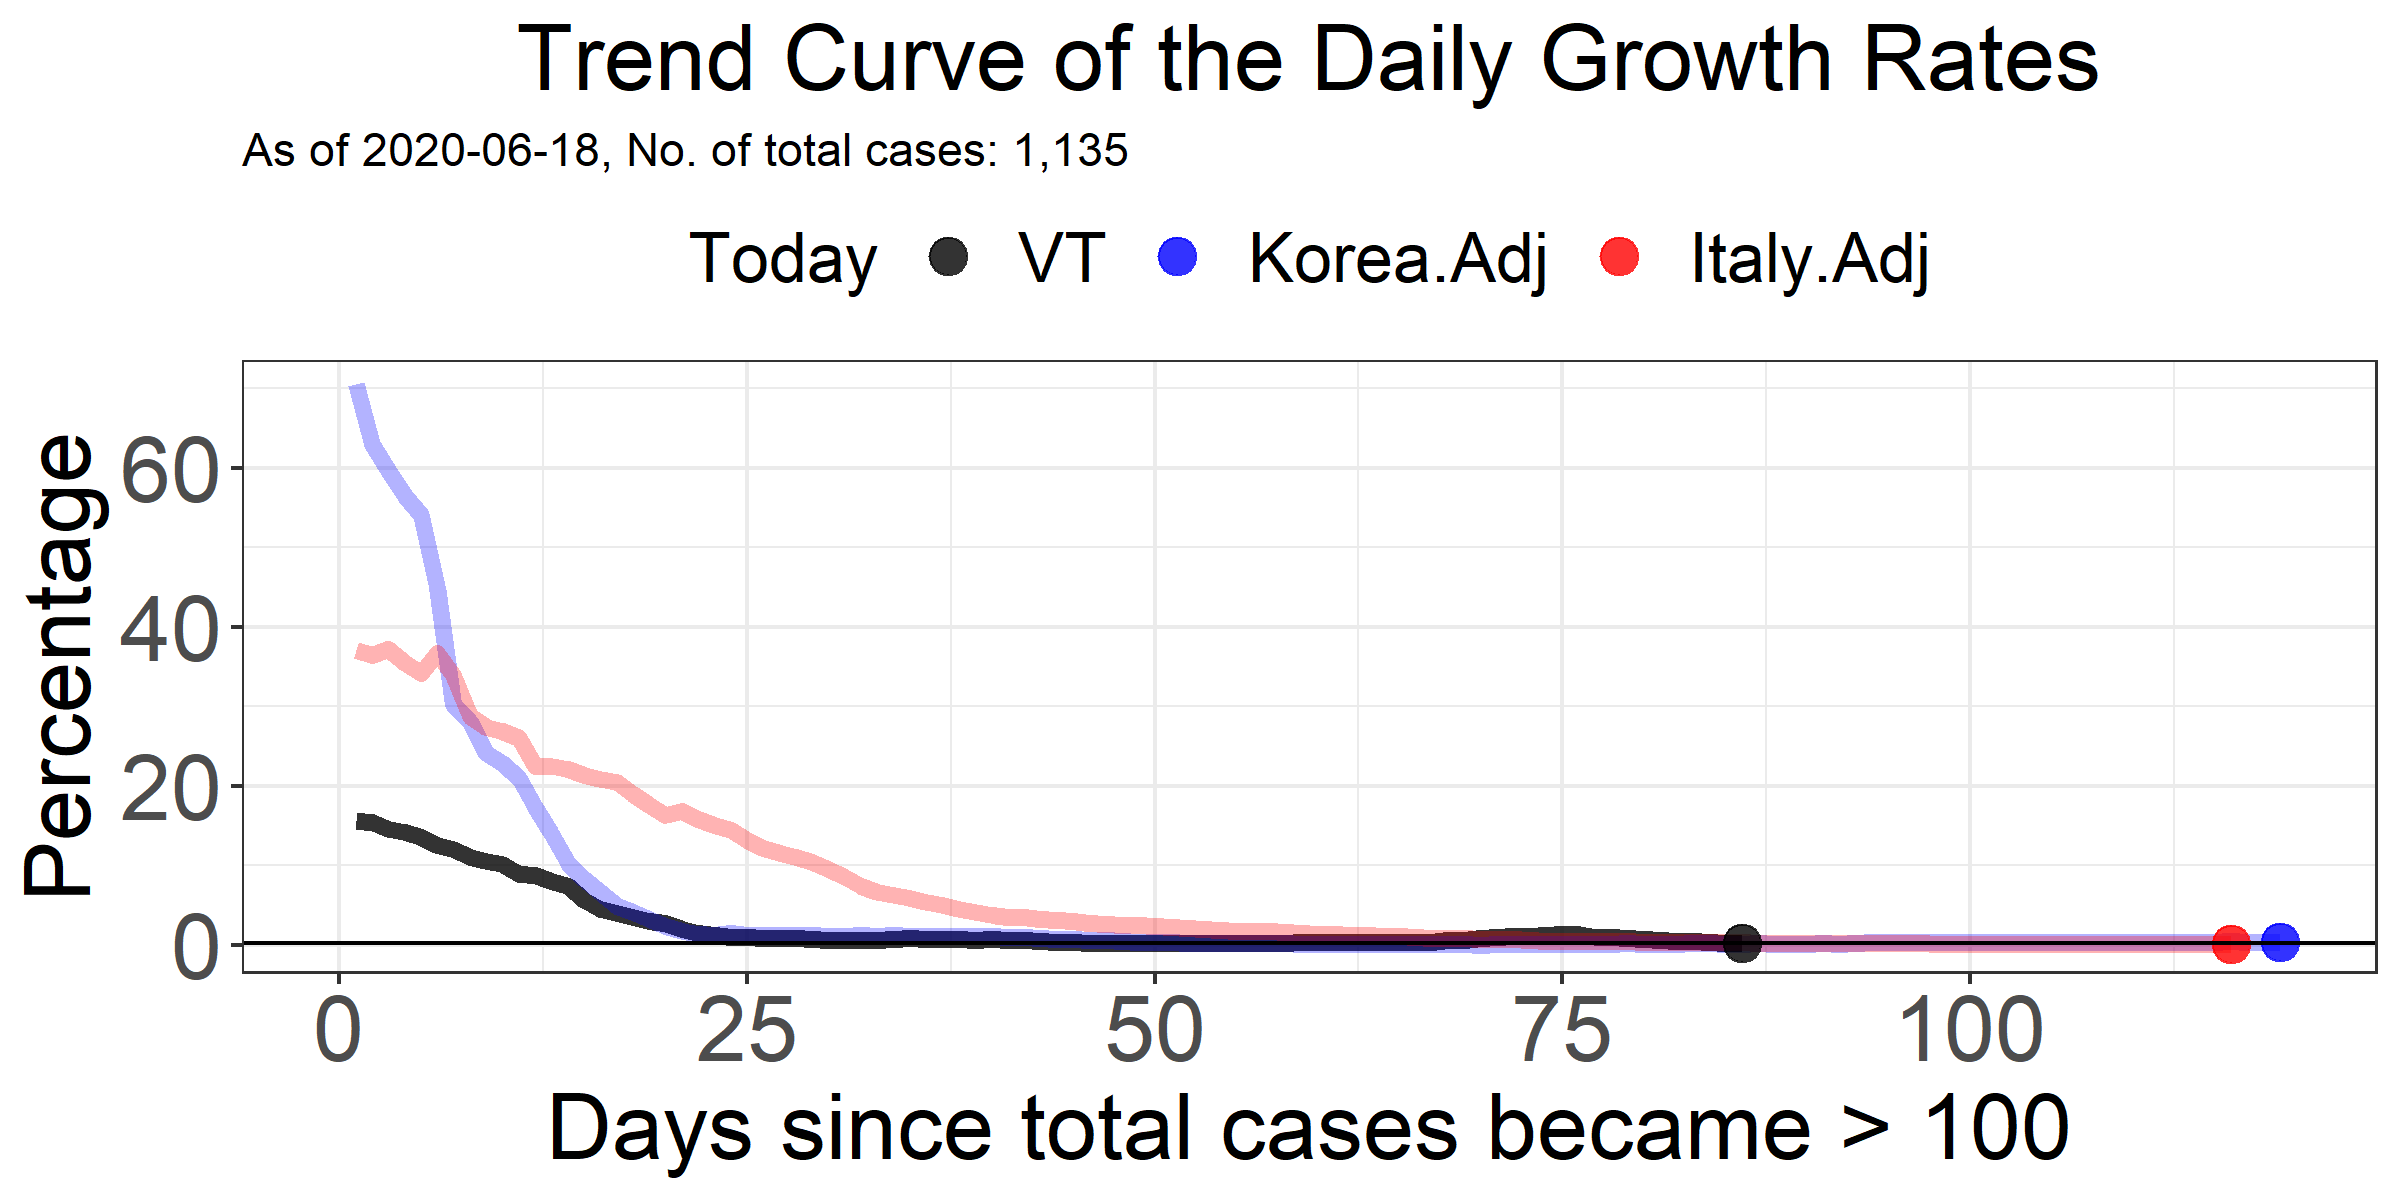 Trend Curve of the Daily Growth Rates
As of 2020-06-18, No. of total cases: 1,135
Today VT Korea.Adj Italy.Adj
Percentage
60
40
20
0
0 25 50 75 100
Days since total cases became > 100